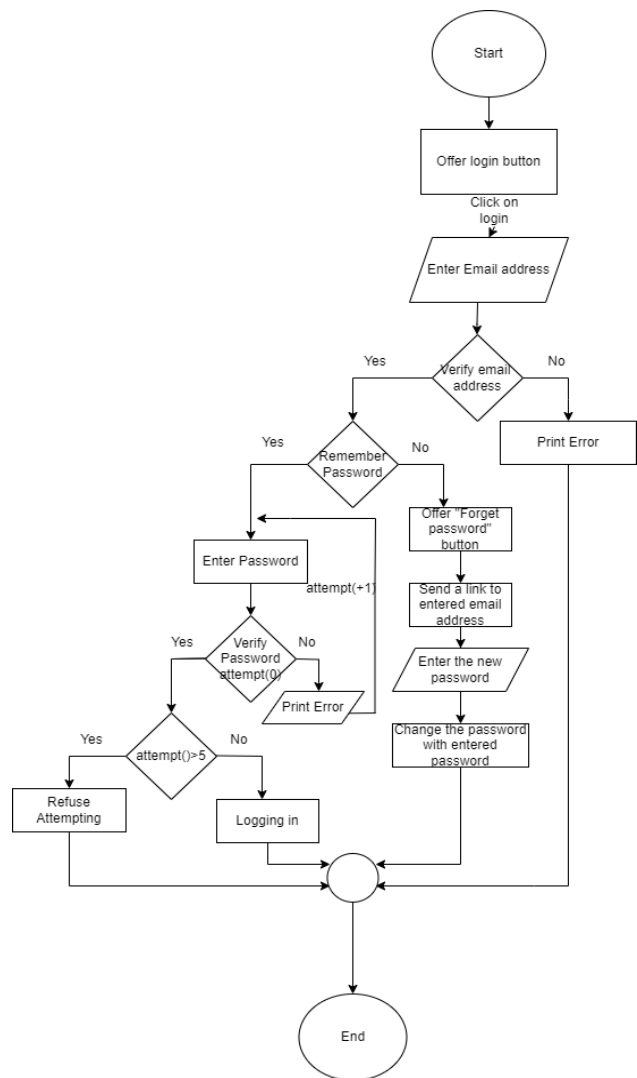 Start
Offer login button
Click on
login
Enter Email address
Verify email
address
Yes
No
Print Error
Remember
Password
Yes
No
Offer "Forget
password"
button
Enter Password
attempt(+1)
Send a link to
entered email
address
Verify
Password
attempt(0)
Yes
No
Print Error
Enter the new
password
Change the password
with entered
password
attempt()>5
Yes
No
Refuse
Attempting
Logging in
End